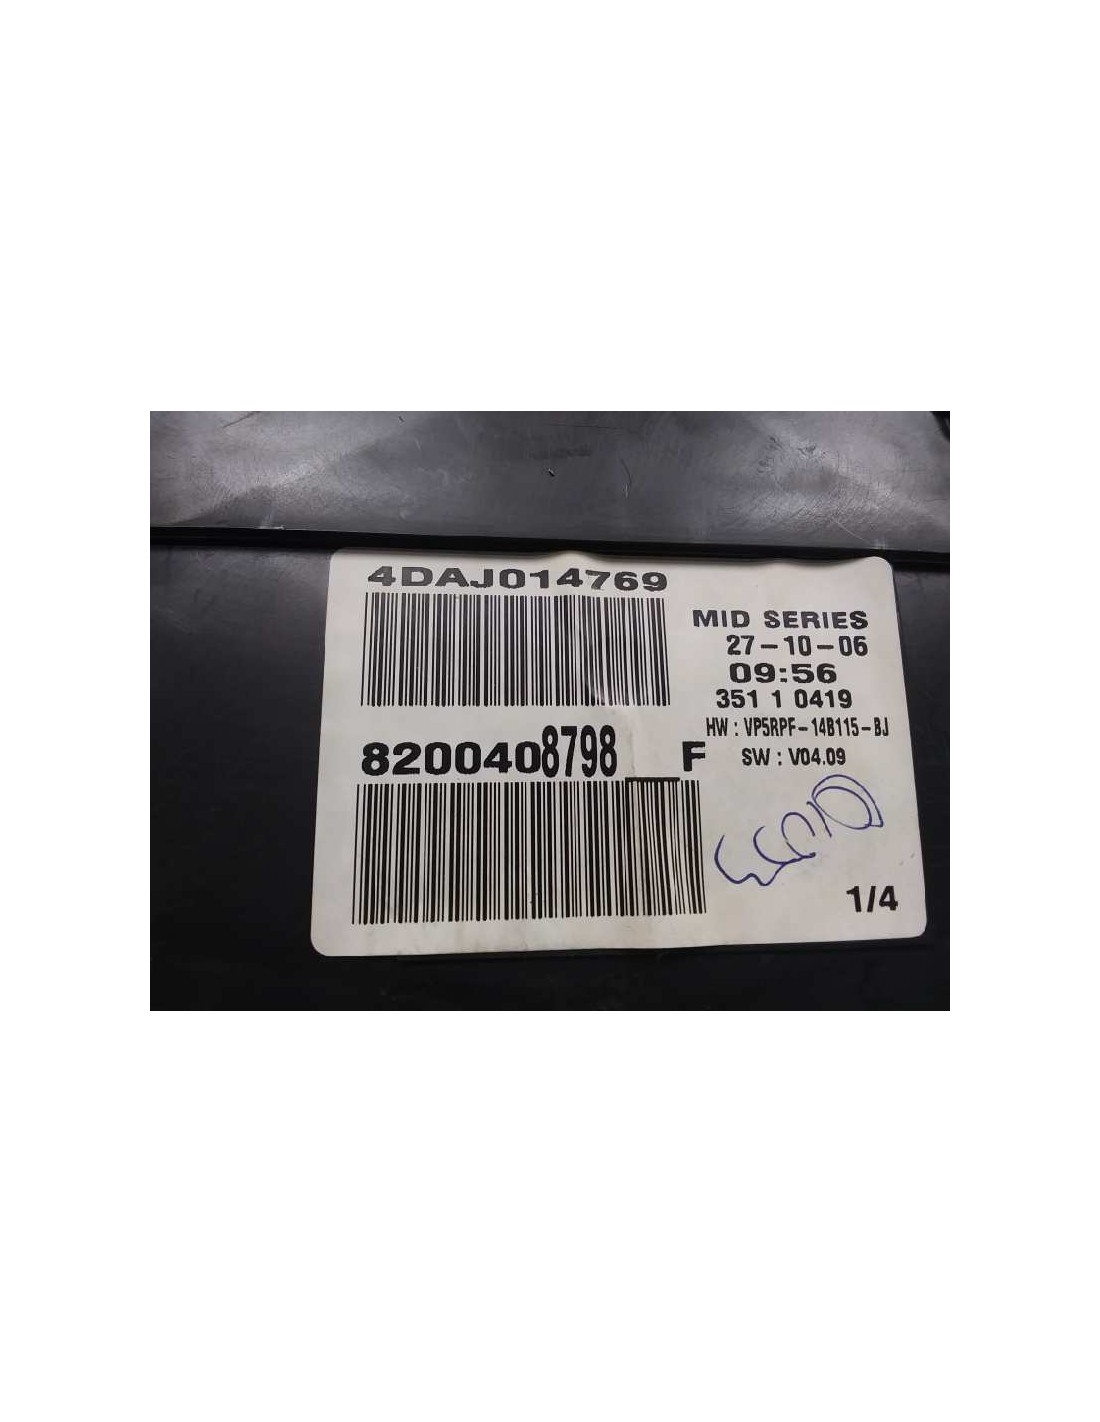 4DAJ014769
MID SERIES
27-10-06
09:56
351 1 0419
HW : VP5RPF-14B115-BJ
SW : V04.09
8200408798__F
1/4